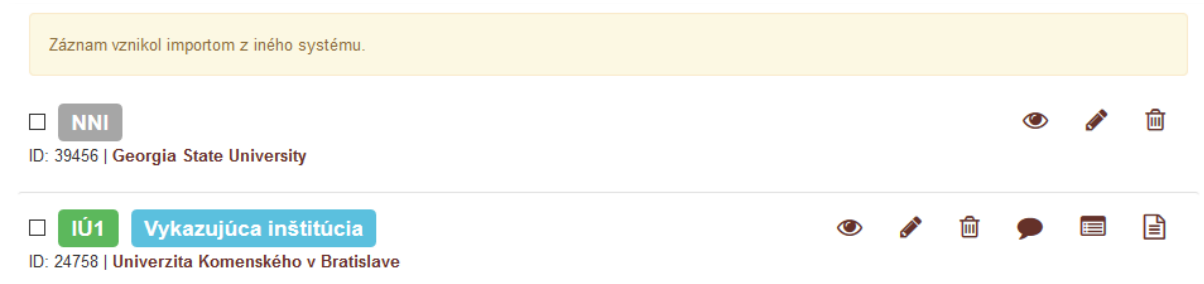 Záznam vznikol importom z iného systému.
NNI
ID: 39456 | Georgia State University
IÚ1 Vykazujúca inštitúcia
ID: 24758 | Univerzita Komenského v Bratislave